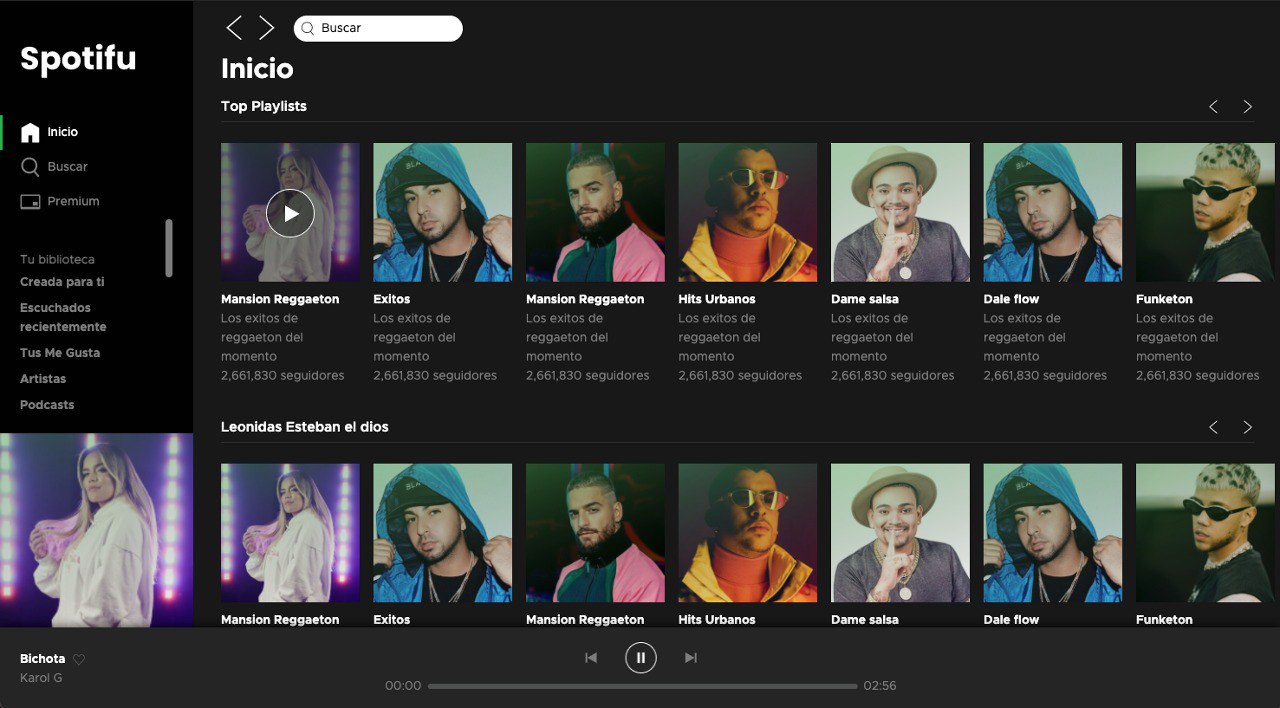 Spotifu
Inicio
Buscar
Premium
Tu biblioteca
Creada para ti
Escuchados
recientemente
Tus Me Gusta
Artistas
Podcasts
Buscar
Inicio
Top Playlists
Mansion Reggaeton
Los exitos de
reggaeton del
momento
2,661,830 seguidores
Exitos
Los exitos de
reggaeton del
momento
2,661,830 seguidores
Mansion Reggaeton
Los exitos de
reggaeton del
momento
2,661,830 seguidores
Hits Urbanos
Los exitos de
reggaeton del
momento
2,661,830 seguidores
Dame salsa
Los exitos de
reggaeton del
momento
2,661,830 seguidores
Dale flow
Los exitos de
reggaeton del
momento
2,661,830 seguidores
Funketon
Los exitos de
reggaeton del
momento
2,661,830 seguidores
Leonidas Esteban el dios
Mansion Reggaeton
Exitos
Mansion Reggaeton
Hits Urbanos
Dame salsa
Dale flow
Funketon
Bichota
Karol G
00:00
02:56